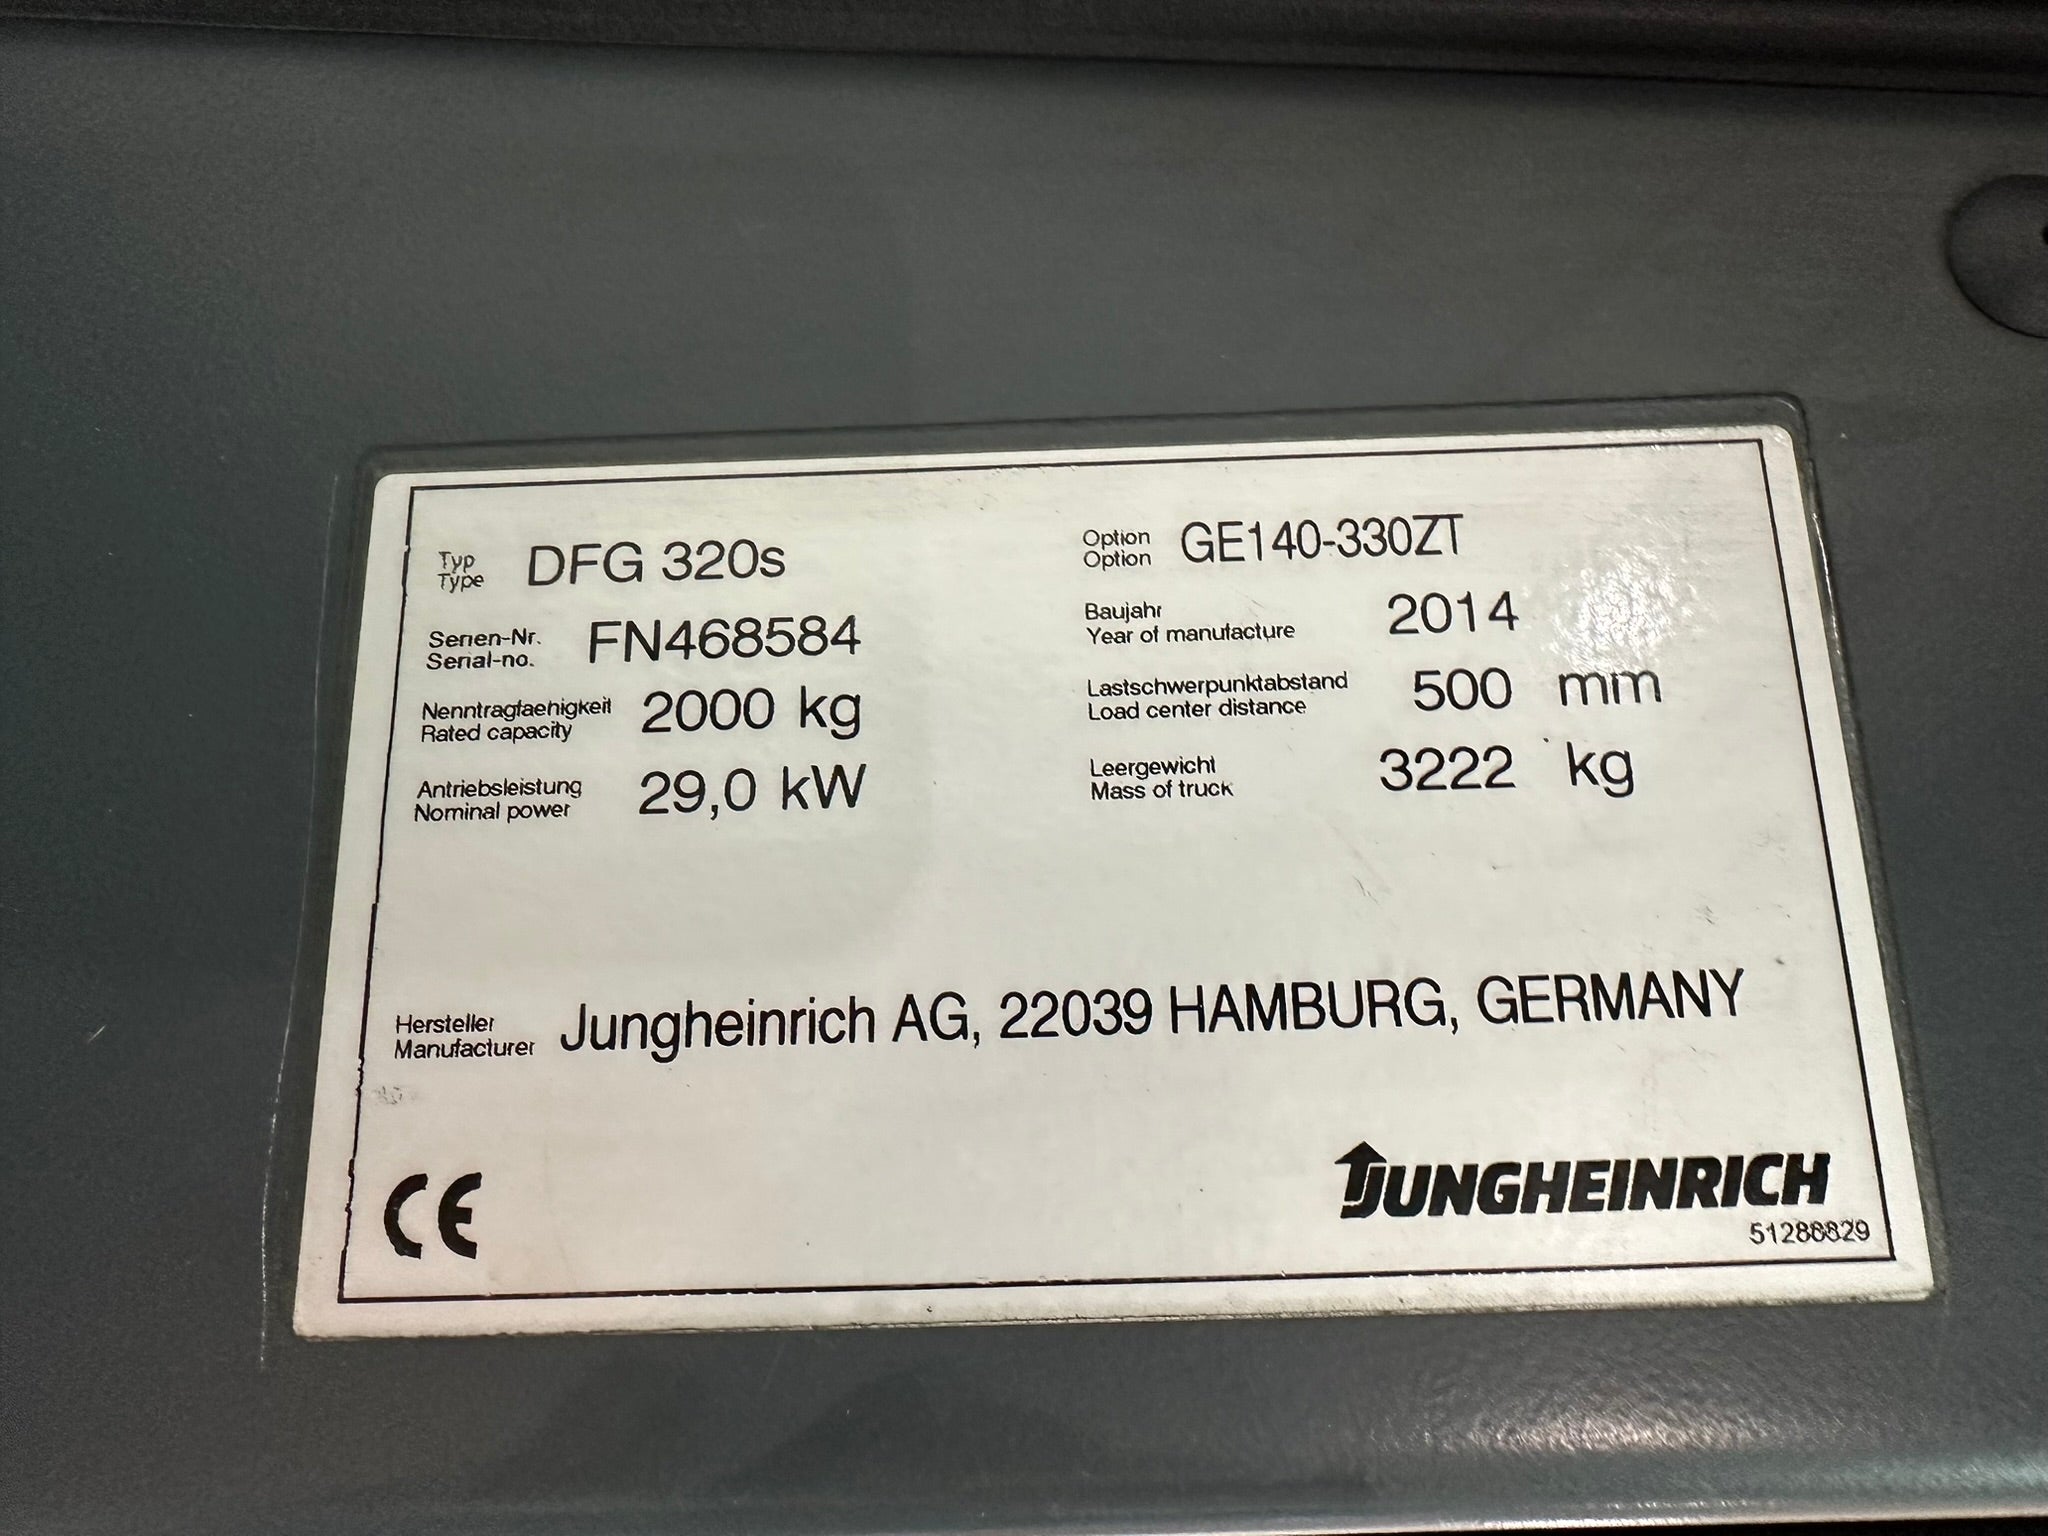 Typ
Type DFG 320s
Option
Option GE140-330ZT
Serien-Nr.
Serial-no. FN468584
Baujahr
Year of manufacture 2014
Nenntragfaehigkeit
Rated capacity 2000 kg
Lastschwerpunktabstand
Load center distance 500 mm
Antriebsleistung
Nominal power 29,0 kW
Leergewicht
Mass of truck 3222 kg
Hersteller
Manufacturer Jungheinrich AG, 22039 HAMBURG, GERMANY
CE
JUNGHEINRICH